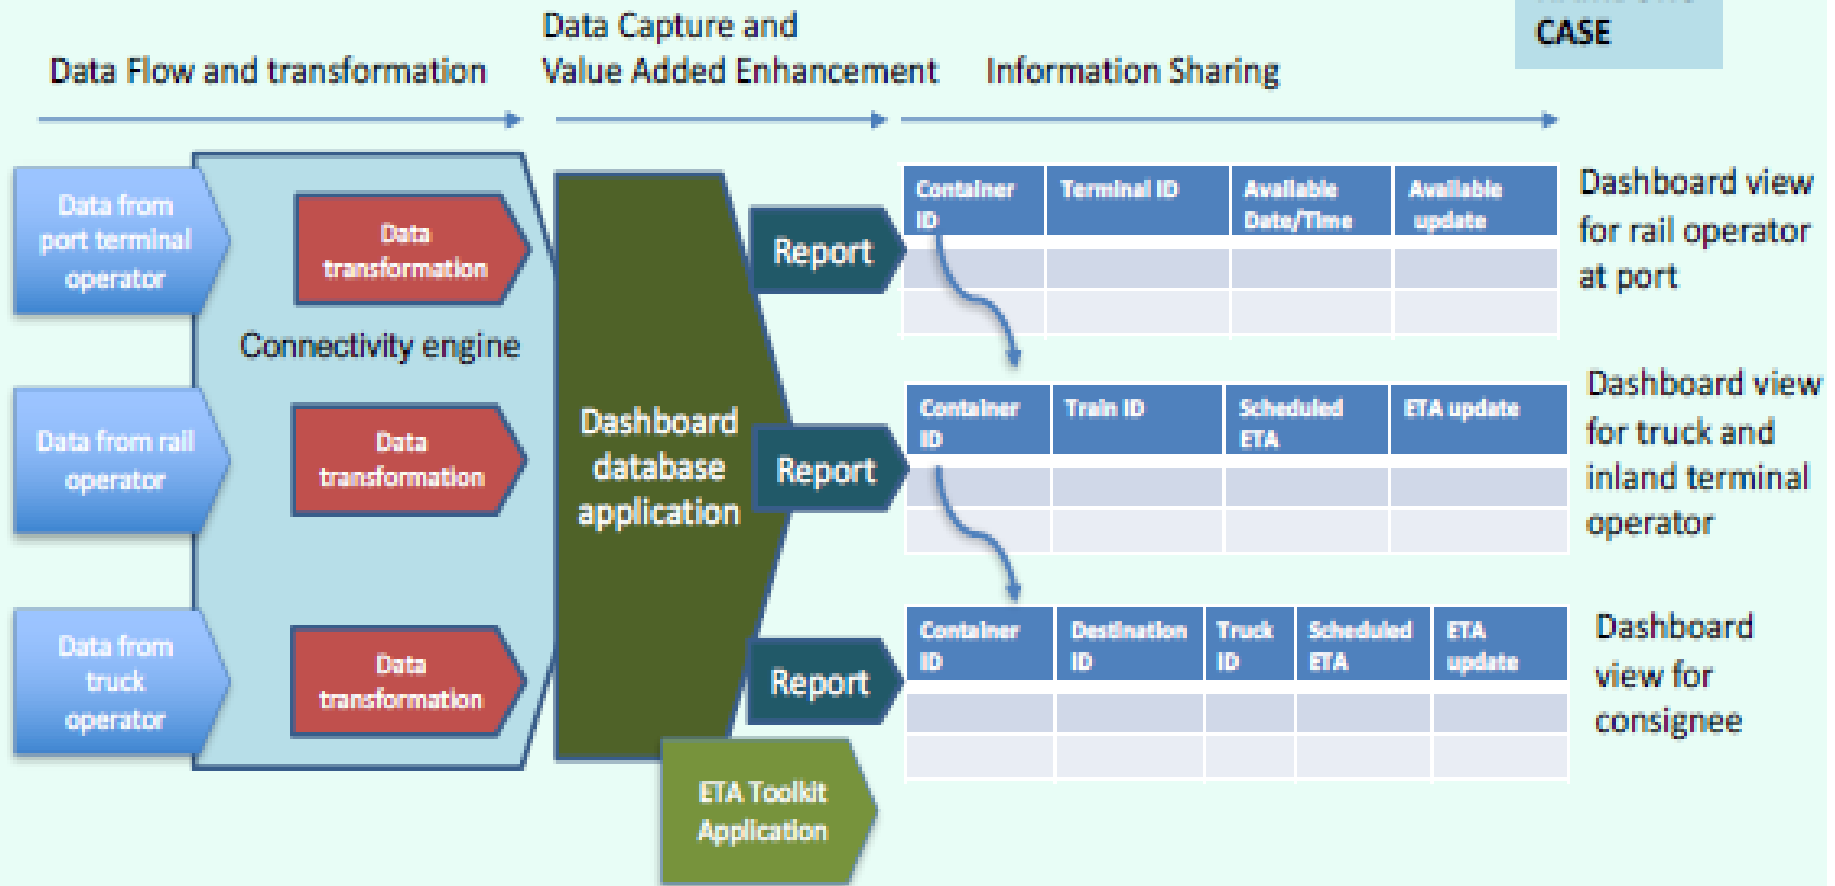 CASE
Data Capture and
Data Flow and transformation
Value Added Enhancement
Information Sharing
Data from
port terminal
operator
Data
transformation
Connectivity engine
Data from rail
operator
Data
transformation
Data from
truck
operator
Data
transformation
Dashboard
database
application
ETA Toolkit
Application
Report
Report
Report
Container
ID
Terminal ID
Available
Date/Time
Available
update
Dashboard view
for rail operator
at port
Container
ID
Train ID
Scheduled
ETA
ETA update
Dashboard view
for truck and
inland terminal
operator
Container
ID
Destination
ID
Truck
ID
Scheduled
ETA
ETA
update
Dashboard
view for
consignee